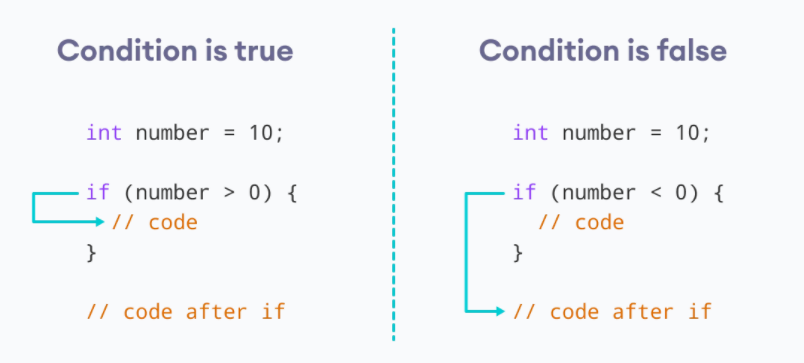 Condition is true
int number = 10;
if (number > 0) {
// code
}
// code after if
Condition is false
int number = 10;
if (number < 0) {
// code
}
// code after if